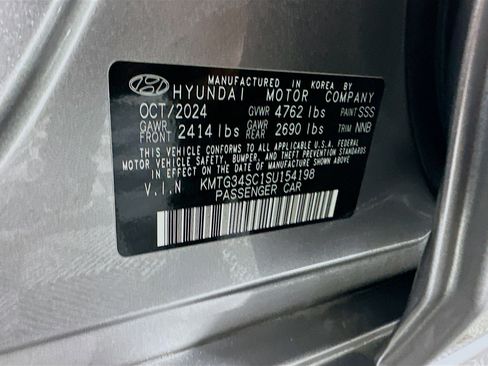 MANUFACTURED IN KOREA BY
HYUNDAI MOTOR COMPANY
OCT/2024 GVWR 4762 lbs PAINT SSS
GAWR FRONT 2414 lbs GAWR REAR 2690 lbs TRIM NNB
THIS VEHICLE CONFORMS TO ALL APPLICABLE U.S. FEDERAL
MOTOR VEHICLE SAFETY, BUMPER, AND THEFT PREVENTION STANDARDS
IN EFFECT ON THE DATE OF MANUFACTURE SHOWN ABOVE.
V.I.N KMTG34SC1SU154198
PASSENGER CAR